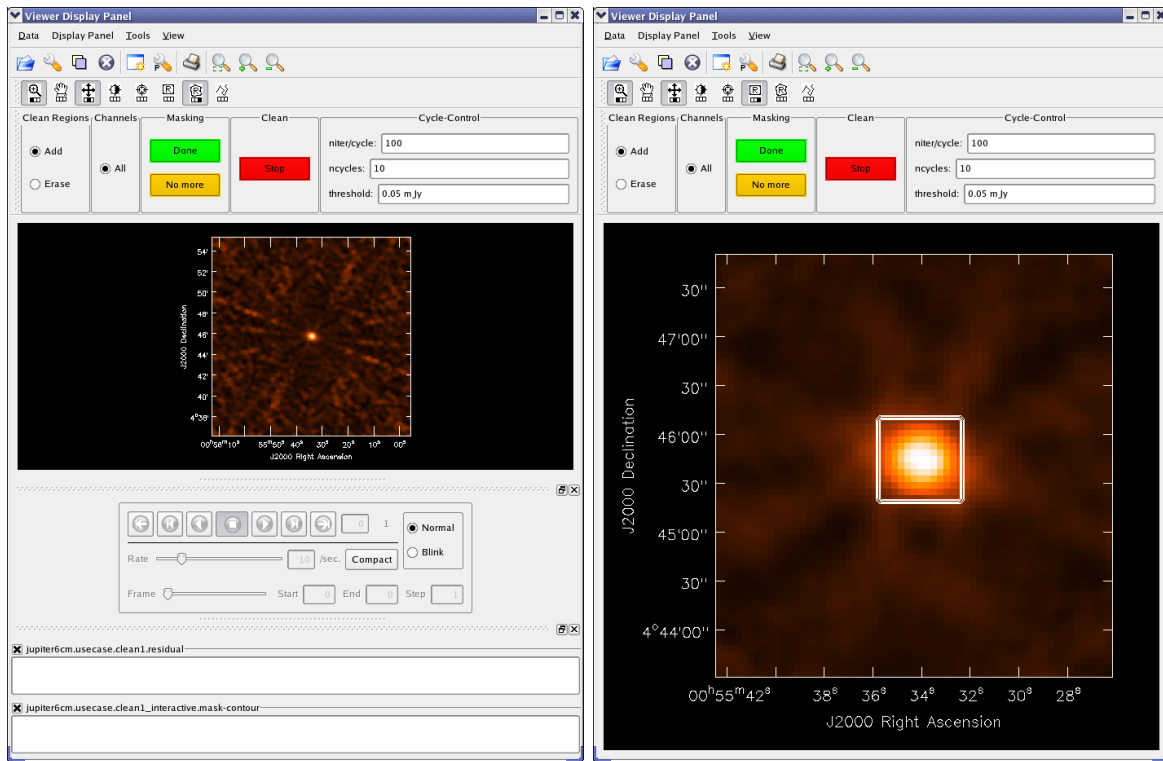 Viewer Display Panel
Data Display Panel Tools View
Clean Regions Channels Masking Clean Cycle-Control
Add
Erase
All
Done
No more
Stop
niter/cycle: 100
ncycles: 10
threshold: 0.05 mJy
54'
52'
50'
48'
46'
44'
42'
40'
4°38'
J2000 Declination
00ʰ56ᵐ10ˢ 55ᵐ50ˢ 40ˢ 30ˢ 20ˢ 10ˢ 00ˢ
J2000 Right Ascension
0 1
Normal
Blink
Rate 10 /sec. Compact
Frame Start 0 End 0 Step 1
jupiter6cm.usecase.clean1.residual
jupiter6cm.usecase.clean1_interactive.mask-contour
Viewer Display Panel
Data Display Panel Tools View
Clean Regions Channels Masking Clean Cycle-Control
Add
Erase
All
Done
No more
Stop
niter/cycle: 100
ncycles: 10
threshold: 0.05 mJy
30''
47'00''
30''
46'00''
30''
45'00''
30''
4°44'00''
J2000 Declination
00ʰ55ᵐ42ˢ 38ˢ 36ˢ 34ˢ 32ˢ 30ˢ 28ˢ
J2000 Right Ascension